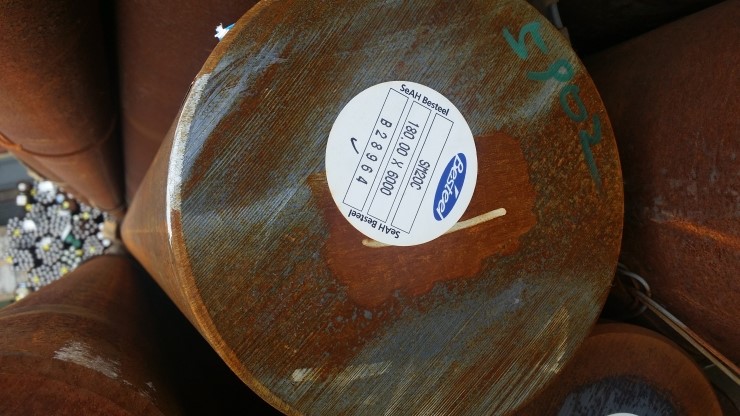 SeAH Besteel
Besteel
SM20C
180.00 X 6000
B28964
SeAH Besteel